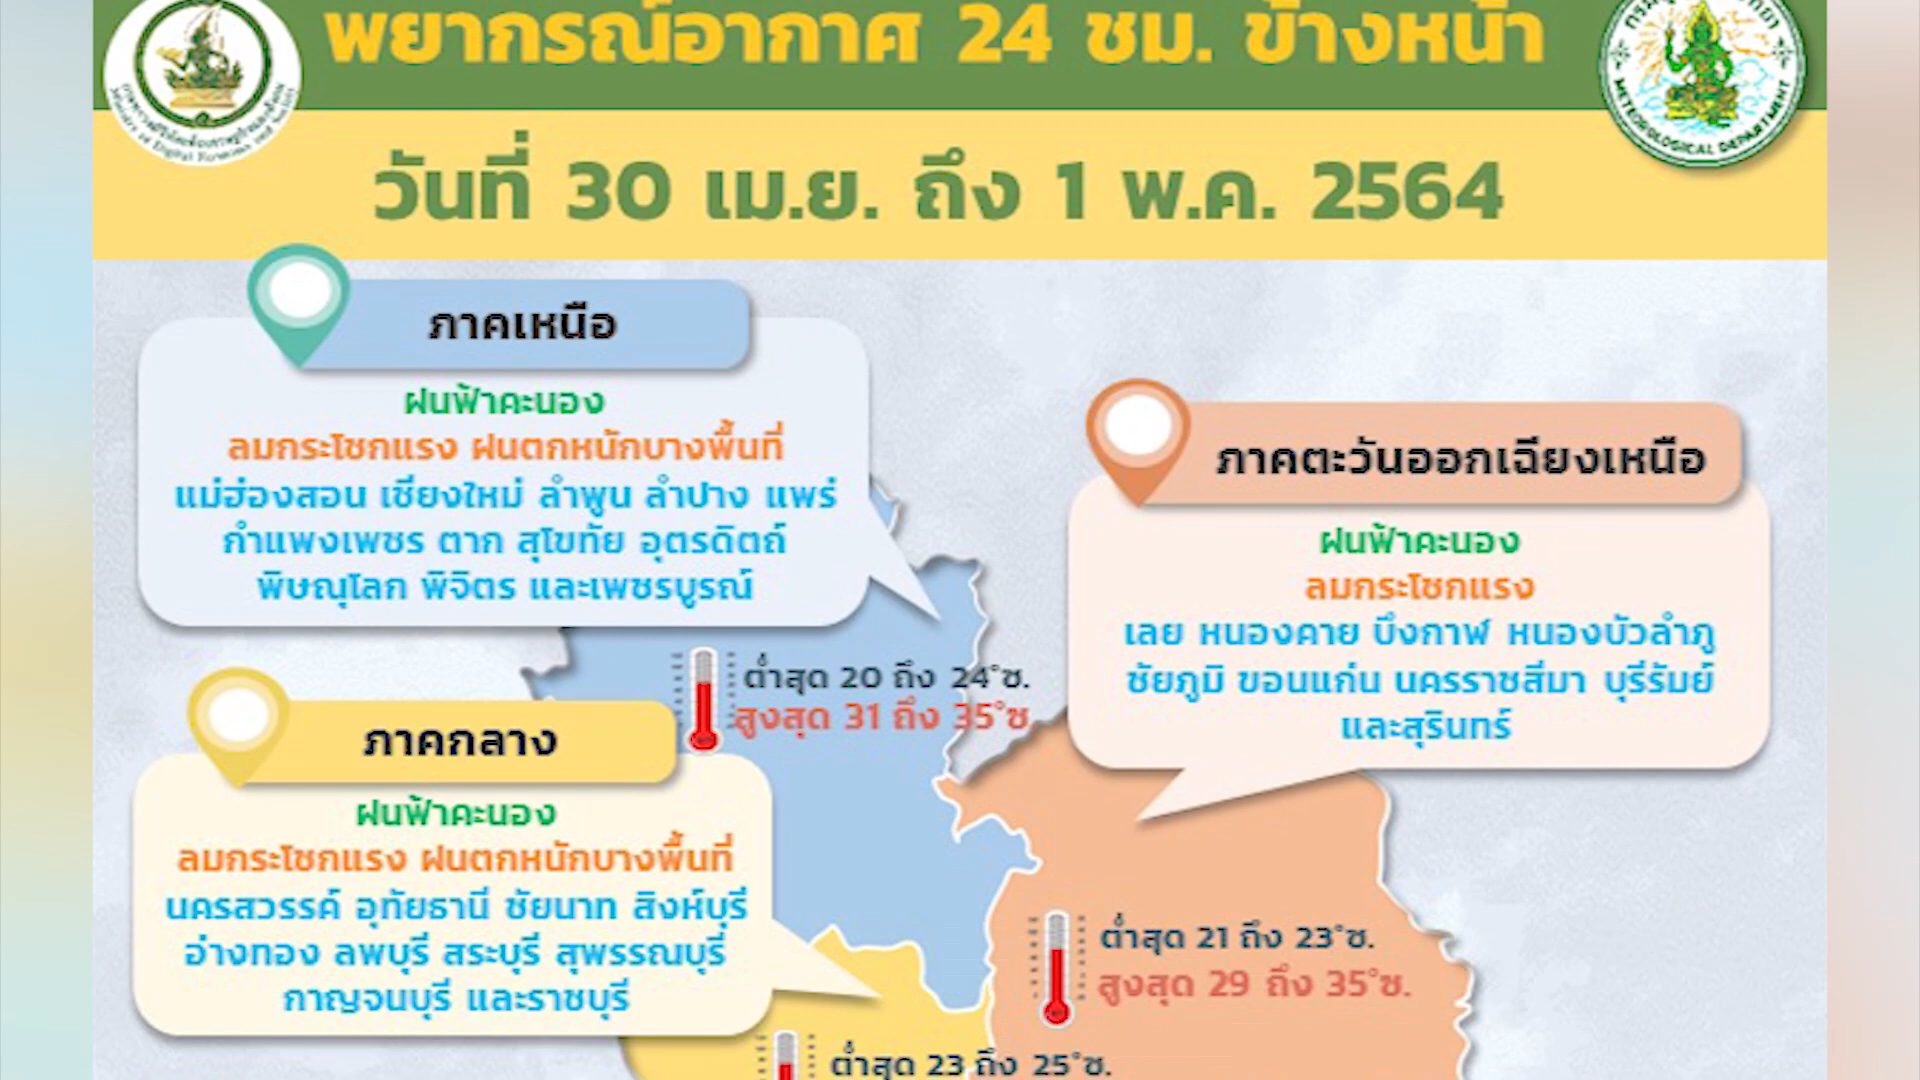 พยากรณ์อากาศ 24 ชม. ข้างหน้า
วันที่ 30 เม.ย. ถึง 1 พ.ค. 2564
METEOROLOGICAL DEPARTMENT
ภาคเหนือ
ฝนฟ้าคะนอง
ลมกระโชกแรง ฝนตกหนักบางพื้นที่
แม่ฮ่องสอน เชียงใหม่ ลำพูน ลำปาง แพร่
กำแพงเพชร ตาก สุโขทัย อุตรดิตถ์
พิษณุโลก พิจิตร และเพชรบูรณ์
ต่ำสุด 20 ถึง 24°ซ.
สูงสุด 31 ถึง 35°ซ.
ภาคตะวันออกเฉียงเหนือ
ฝนฟ้าคะนอง
ลมกระโชกแรง
เลย หนองคาย บึงกาฬ หนองบัวลำภู
ชัยภูมิ ขอนแก่น นครราชสีมา บุรีรัมย์
และสุรินทร์
ต่ำสุด 21 ถึง 23°ซ.
สูงสุด 29 ถึง 35°ซ.
ภาคกลาง
ฝนฟ้าคะนอง
ลมกระโชกแรง ฝนตกหนักบางพื้นที่
นครสวรรค์ อุทัยธานี ชัยนาท สิงห์บุรี
อ่างทอง ลพบุรี สระบุรี สุพรรณบุรี
กาญจนบุรี และราชบุรี
ต่ำสุด 23 ถึง 25°ซ.